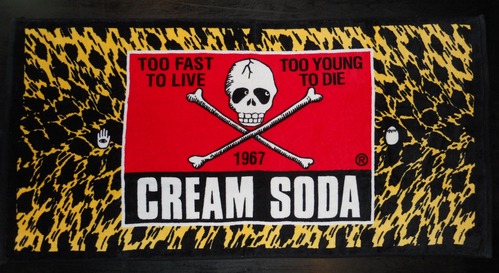 TOO FAST
TO LIVE
TOO YOUNG
TO DIE
1967
®
CREAM SODA